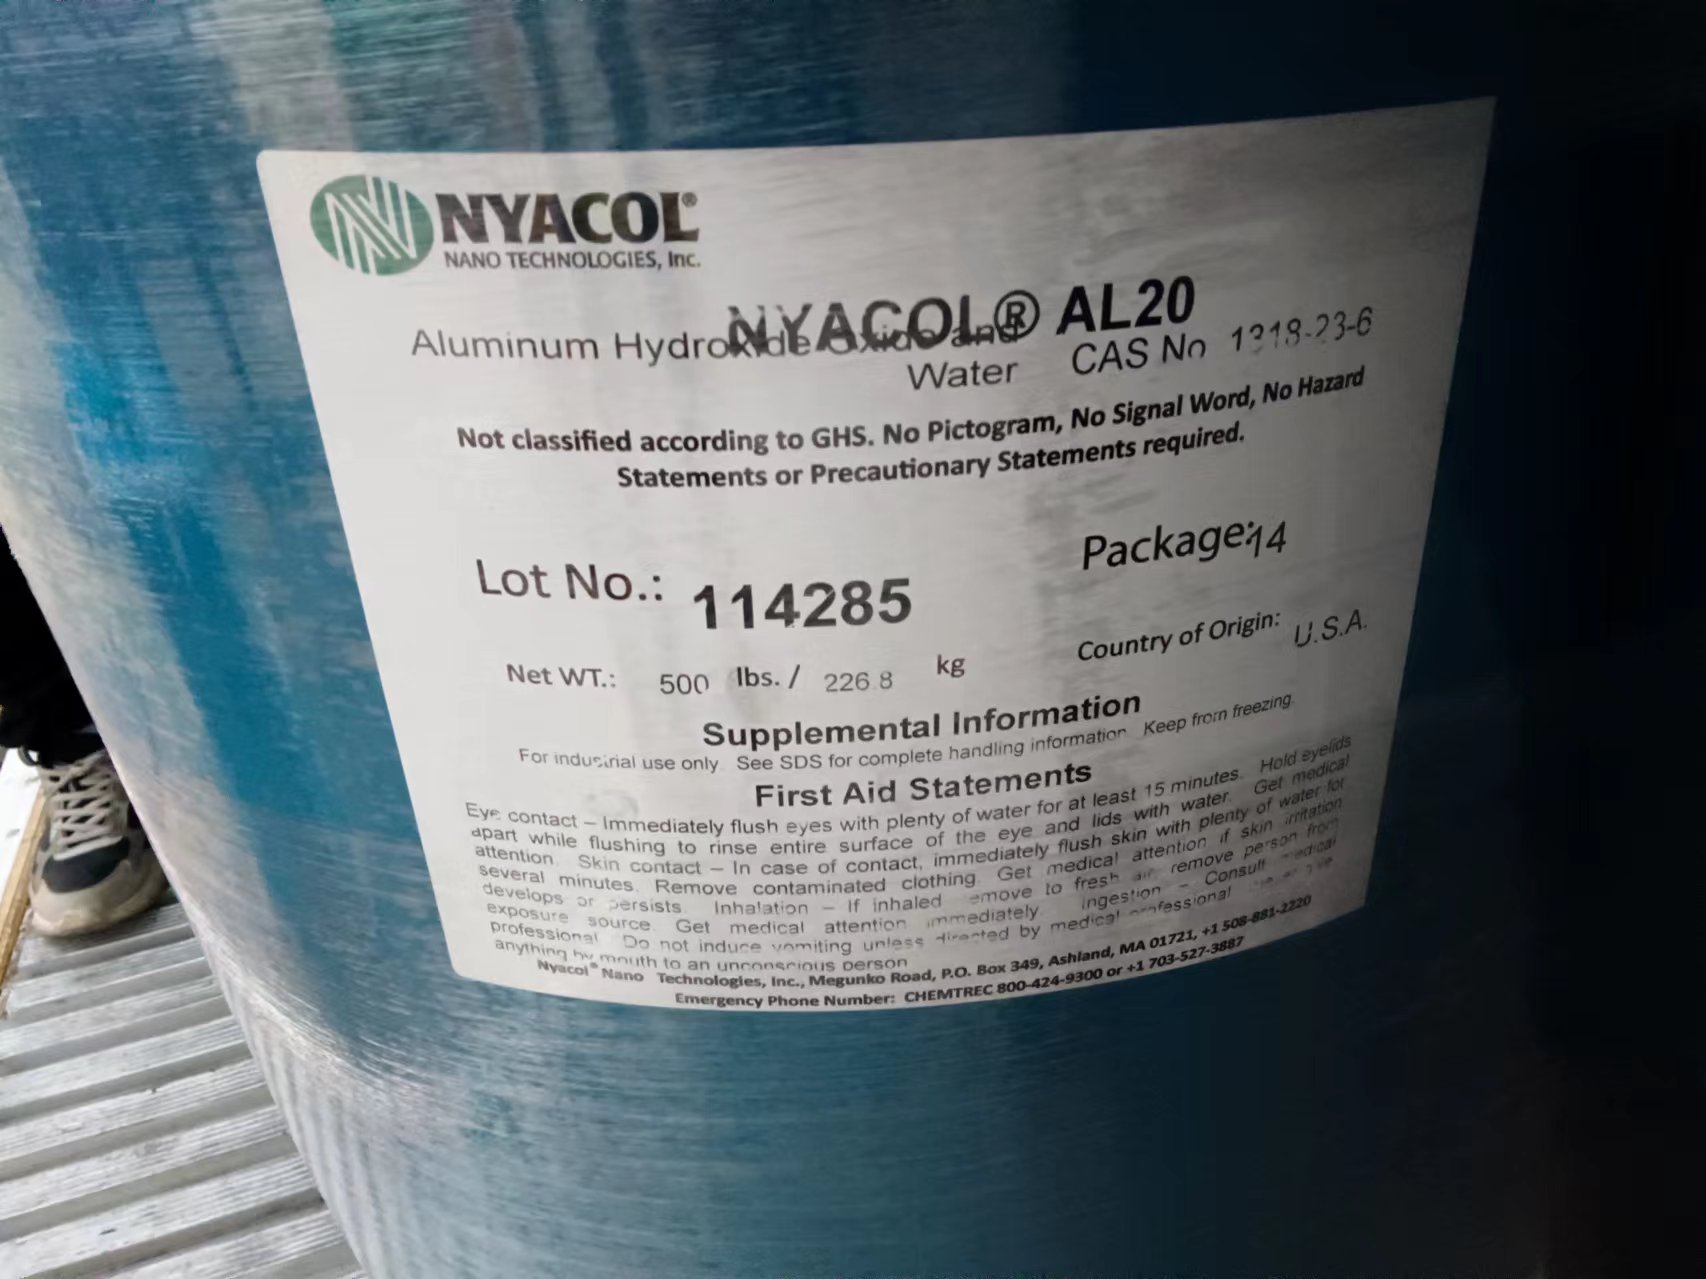 NYACOL®
NANO TECHNOLOGIES, Inc.
NYACOL® AL20
Aluminum Hydroxide Oxide and
Water CAS No 1318-23-6
Not classified according to GHS. No Pictogram, No Signal Word, No Hazard
Statements or Precautionary Statements required.
Package:14
Lot No.: 114285
Country of Origin: U.S.A.
Net WT.: 500 lbs. / 226.8 kg
Supplemental Information
For industrial use only. See SDS for complete handling information. Keep from freezing.
First Aid Statements
Eye contact – Immediately flush eyes with plenty of water for at least 15 minutes. Hold eyelids
apart while flushing to rinse entire surface of the eye and lids with water. Get medical
attention. Skin contact – In case of contact, immediately flush skin with plenty of water for
several minutes. Remove contaminated clothing. Get medical attention if skin irritation
develops or persists. Inhalation – If inhaled remove to fresh air, remove person from
exposure source. Get medical attention immediately. Ingestion – Consult medical
professional. Do not induce vomiting unless directed by medical professional
anything by mouth to an unconscious person
Nyacol® Nano Technologies, Inc., Megunko Road, P.O. Box 349, Ashland, MA 01721, +1 508-881-2220
Emergency Phone Number: CHEMTREC 800-424-9300 or +1 703-527-3887